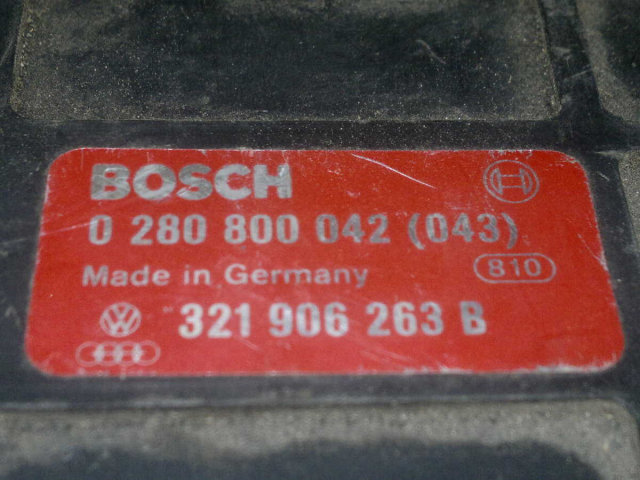 BOSCH
0 280 800 042 (043)
Made in Germany 810
321 906 263 B